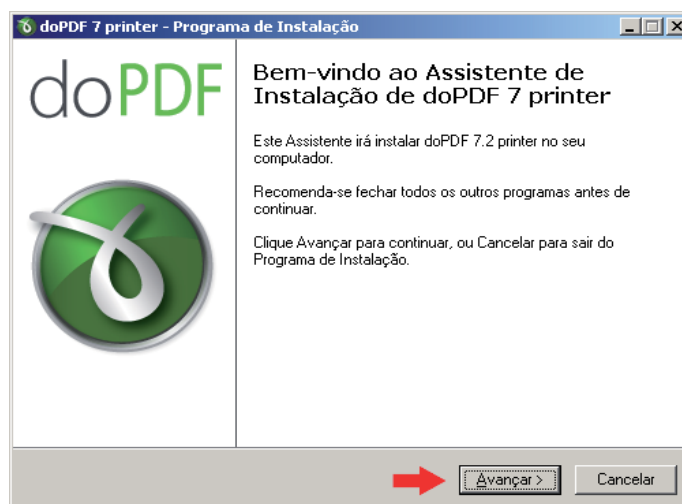 doPDF 7 printer - Programa de Instalação
doPDF
Bem-vindo ao Assistente de
Instalação de doPDF 7 printer
Este Assistente irá instalar doPDF 7.2 printer no seu
computador.
Recomenda-se fechar todos os outros programas antes de
continuar.
Clique Avançar para continuar, ou Cancelar para sair do
Programa de Instalação.
Avançar >
Cancelar